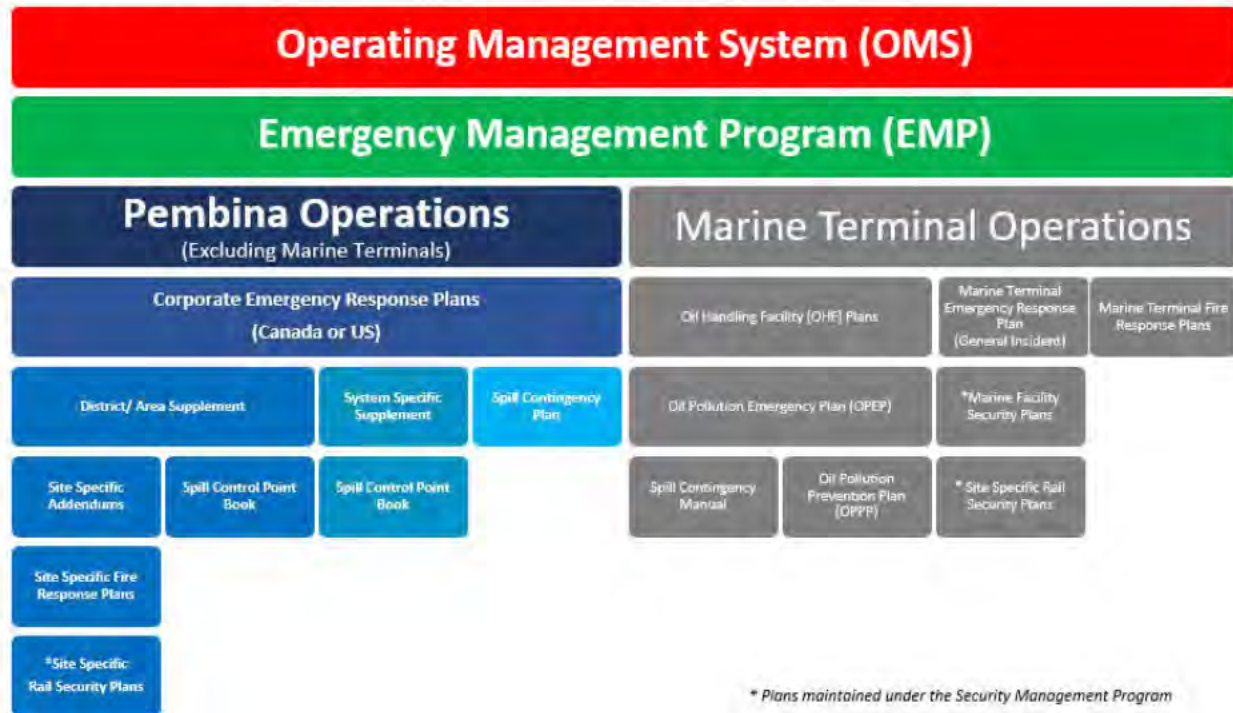 Operating Management System (OMS)
Emergency Management Program (EMP)
Pembina Operations
(Excluding Marine Terminals)
Marine Terminal Operations
Corporate Emergency Response Plans
(Canada or US)
Oil Handling Facility (OHF) Plans
Marine Terminal
Emergency Response
Plan
(General Incident)
Marine Terminal Fire
Response Plans
District/ Area Supplement
System Specific
Supplement
Spill Contingency
Plan
Oil Pollution Emergency Plan (OPEP)
*Marine Facility
Security Plans
Site Specific
Addendums
Spill Control Point
Book
Spill Control Point
Book
Spill Contingency
Manual
Oil Pollution
Prevention Plan
(OPPP)
* Site Specific Rail
Security Plans
Site Specific Fire
Response Plans
*Site Specific
Rail Security Plans
* Plans maintained under the Security Management Program